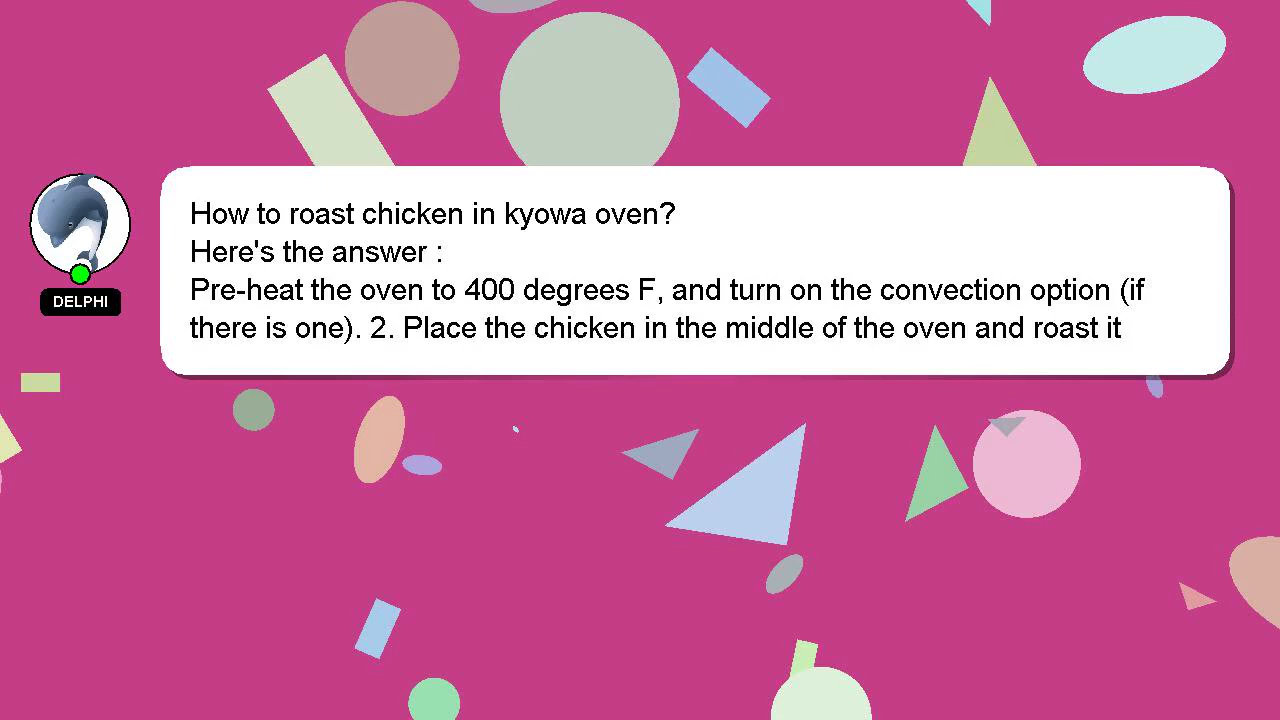 How to roast chicken in kyowa oven?
Here's the answer :
Pre-heat the oven to 400 degrees F, and turn on the convection option (if
there is one). 2. Place the chicken in the middle of the oven and roast it
DELPHI